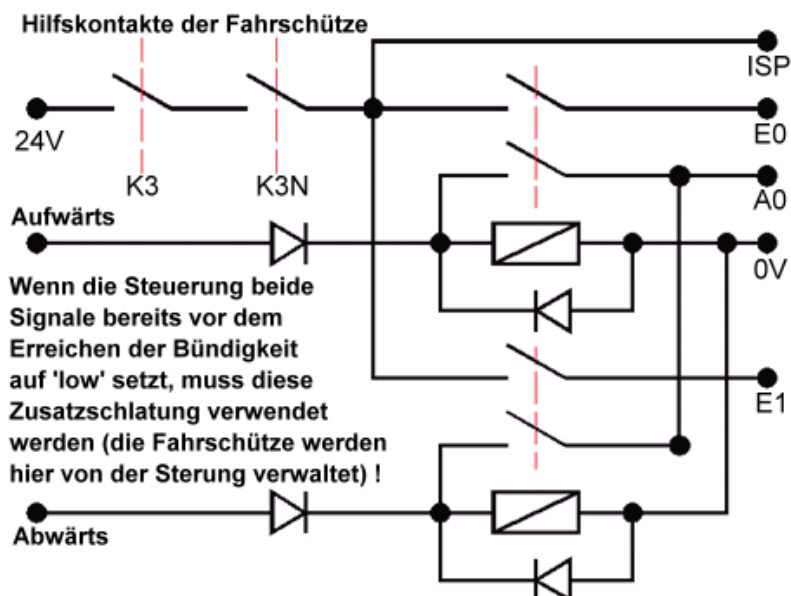 Hilfskontakte der Fahrschütze
ISP
24V
E0
K3
K3N
A0
Aufwärts
0V
Wenn die Steuerung beide
Signale bereits vor dem
Erreichen der Bündigkeit
auf 'low' setzt, muss diese
Zusatzschlatung verwendet
werden (die Fahrschütze werden
hier von der Sterung verwaltet) !
E1
Abwärts